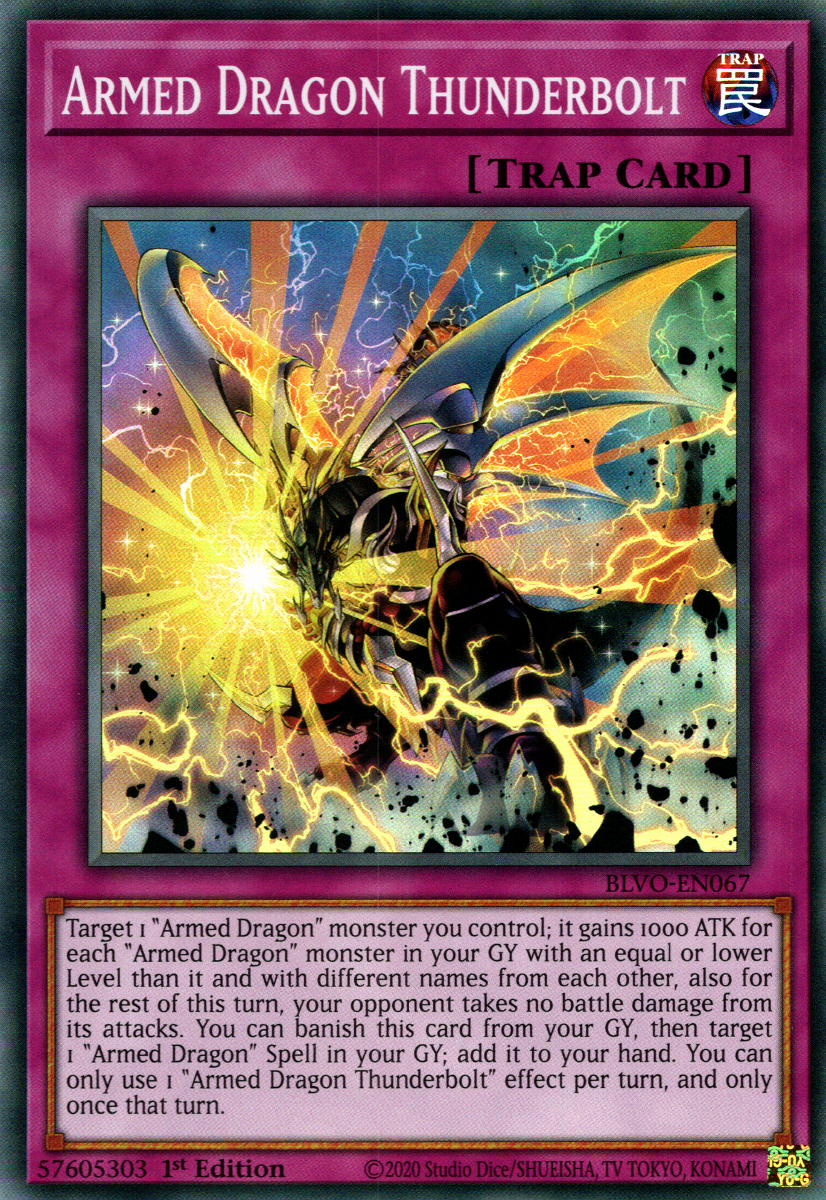 ARMED DRAGON THUNDERBOLT
TRAP
罠
[TRAP CARD]
BLVO-EN067
Target 1 "Armed Dragon" monster you control; it gains 1000 ATK for
each "Armed Dragon" monster in your GY with an equal or lower
Level than it and with different names from each other, also for
the rest of this turn, your opponent takes no battle damage from
its attacks. You can banish this card from your GY, then target
1 "Armed Dragon" Spell in your GY; add it to your hand. You can
only use 1 "Armed Dragon Thunderbolt" effect per turn, and only
once that turn.
57605303 1st Edition
©2020 Studio Dice/SHUEISHA, TV TOKYO, KONAMI